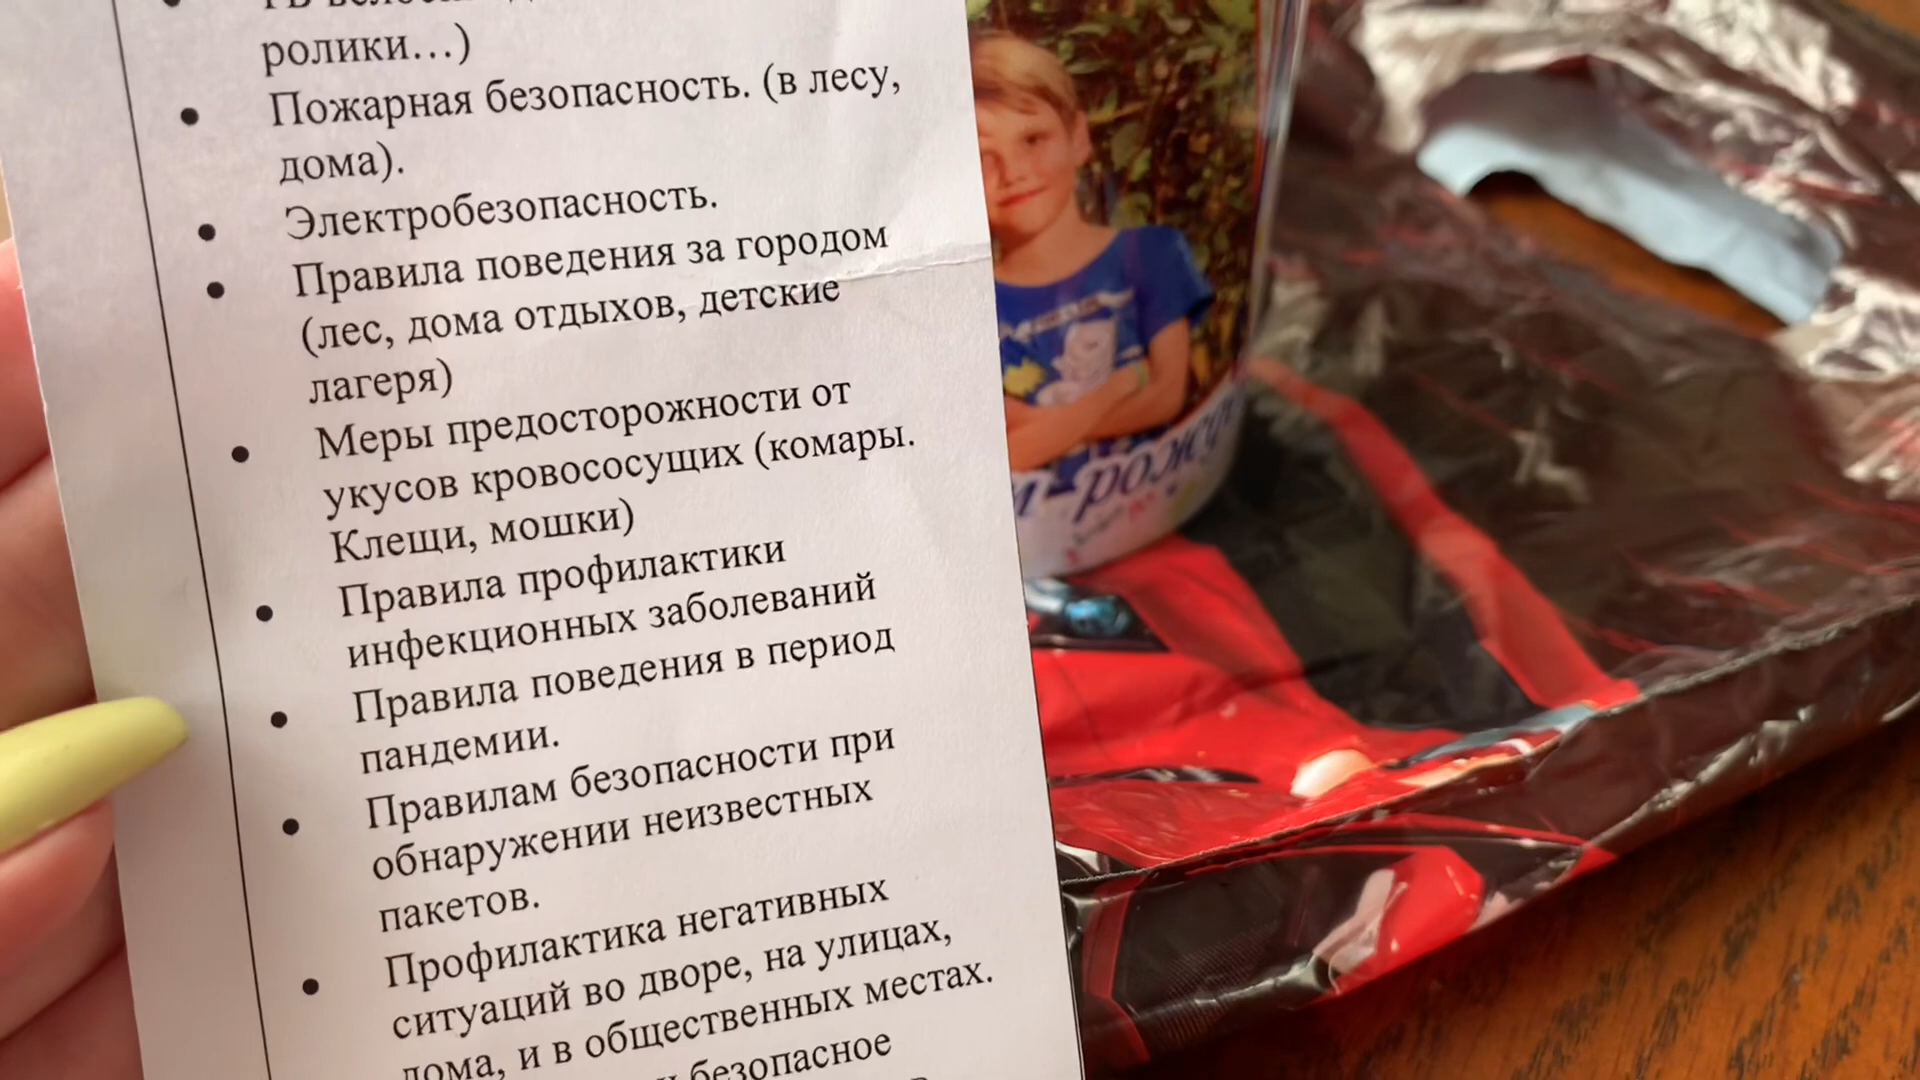 ролики…)
• Пожарная безопасность. (в лесу,
дома).
• Электробезопасность.
• Правила поведения за городом
(лес, дома отдыхов, детские
лагеря)
• Меры предосторожности от
укусов кровососущих (комары.
Клещи, мошки)
• Правила профилактики
инфекционных заболеваний
• Правила поведения в период
пандемии.
• Правилам безопасности при
обнаружении неизвестных
пакетов.
• Профилактика негативных
ситуаций во дворе, на улицах,
дома, и в общественных местах.
безопасное